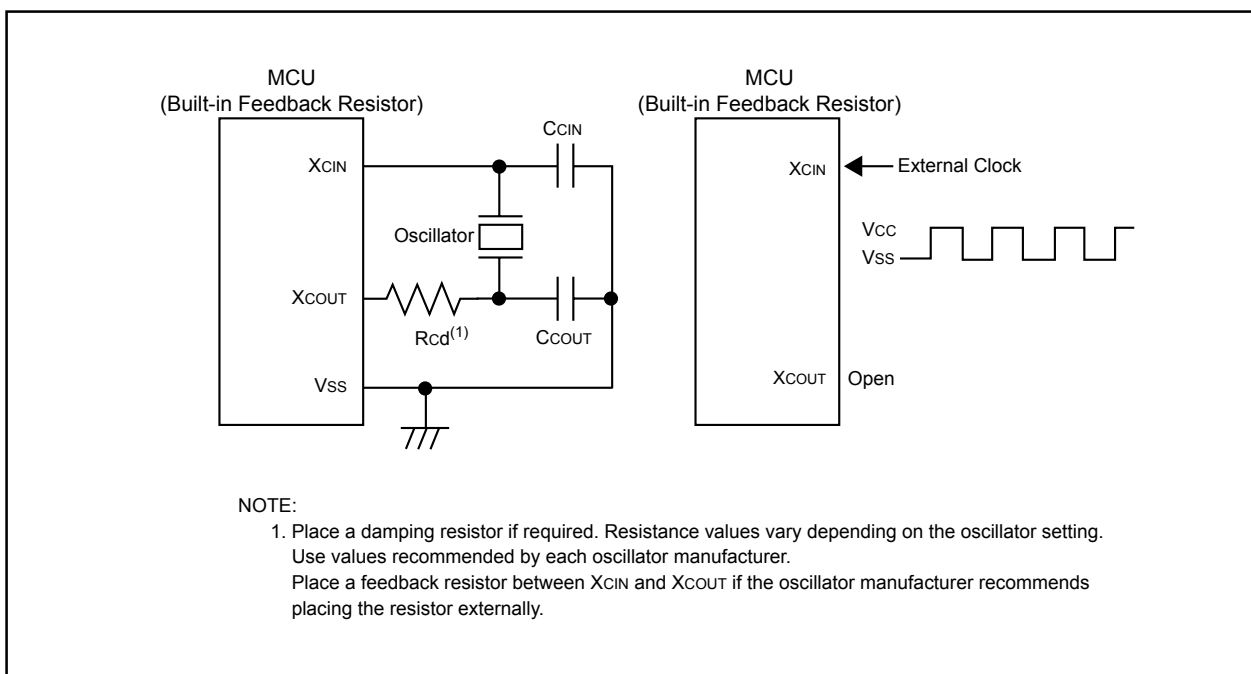 MCU
(Built-in Feedback Resistor)
XCIN
CCIN
Oscillator
XCOUT
Rcd(1)
CCOUT
VSS
MCU
(Built-in Feedback Resistor)
XCIN
External Clock
VCC
VSS
XCOUT
Open
NOTE:
1. Place a damping resistor if required. Resistance values vary depending on the oscillator setting.
Use values recommended by each oscillator manufacturer.
Place a feedback resistor between XCIN and XCOUT if the oscillator manufacturer recommends
placing the resistor externally.